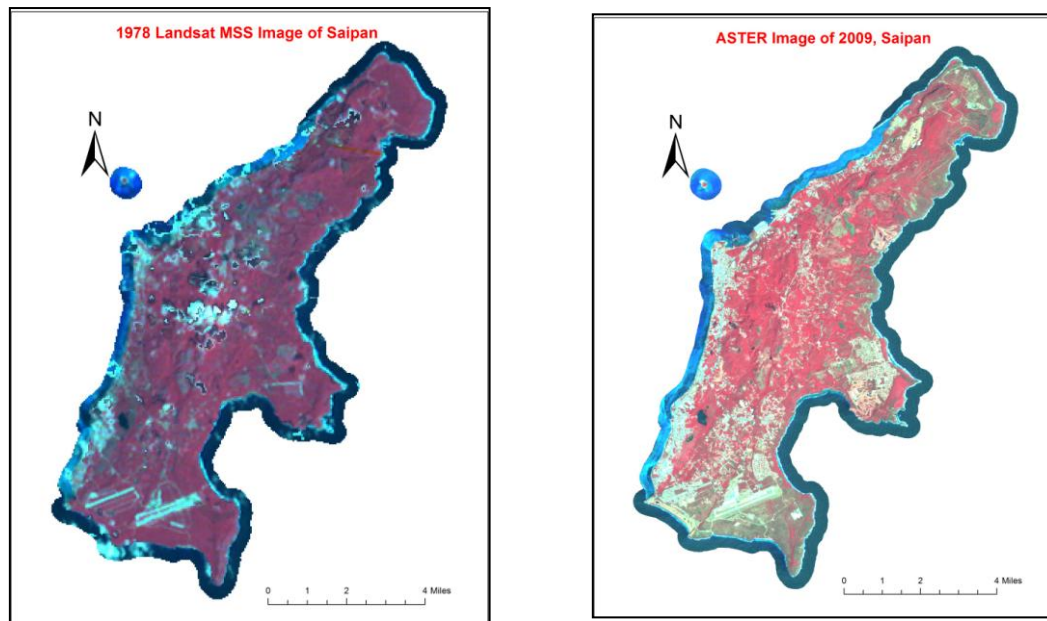 1978 Landsat MSS Image of Saipan
N
0 2 4 Miles
ASTER Image of 2009, Saipan
N
0 1 2 4 Miles